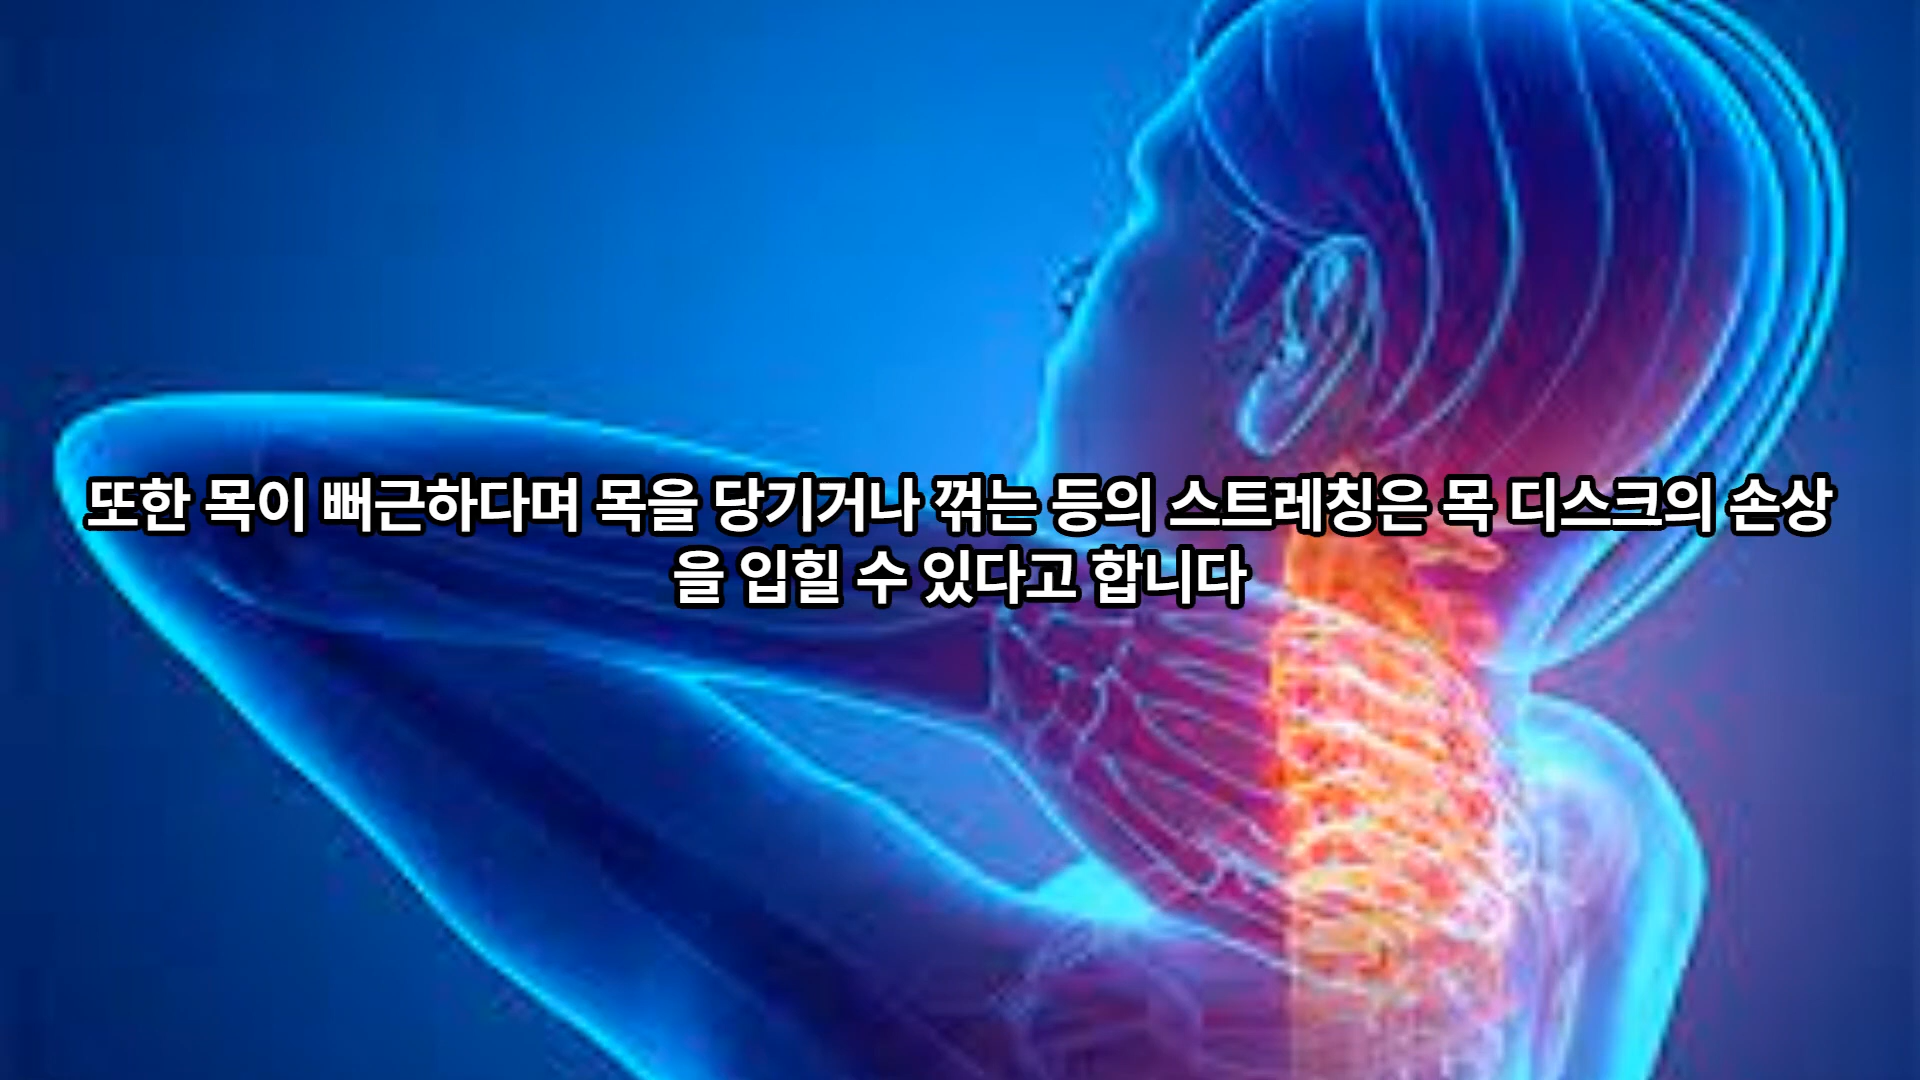 또한 목이 뻐근하다며 목을 당기거나 꺾는 등의 스트레칭은 목 디스크의 손상
을 입힐 수 있다고 합니다